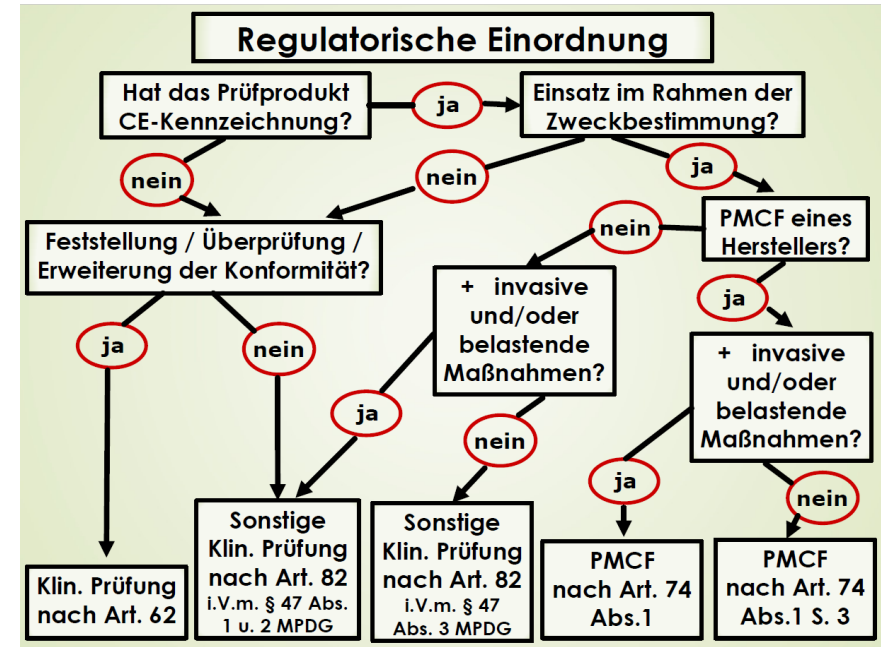 Regulatorische Einordnung
Hat das Prüfprodukt
CE-Kennzeichnung?
ja
Einsatz im Rahmen der
Zweckbestimmung?
nein
nein
ja
Feststellung / Überprüfung /
Erweiterung der Konformität?
nein
PMCF eines
Herstellers?
+ invasive
und/oder
belastende
Maßnahmen?
ja
ja
nein
+ invasive
und/oder
belastende
Maßnahmen?
ja
nein
ja
nein
Klin. Prüfung
nach Art. 62
Sonstige
Klin. Prüfung
nach Art. 82
i.V.m. § 47 Abs.
1 u. 2 MPDG
Sonstige
Klin. Prüfung
nach Art. 82
i.V.m. § 47
Abs. 3 MPDG
PMCF
nach Art. 74
Abs.1
PMCF
nach Art. 74
Abs.1 S. 3